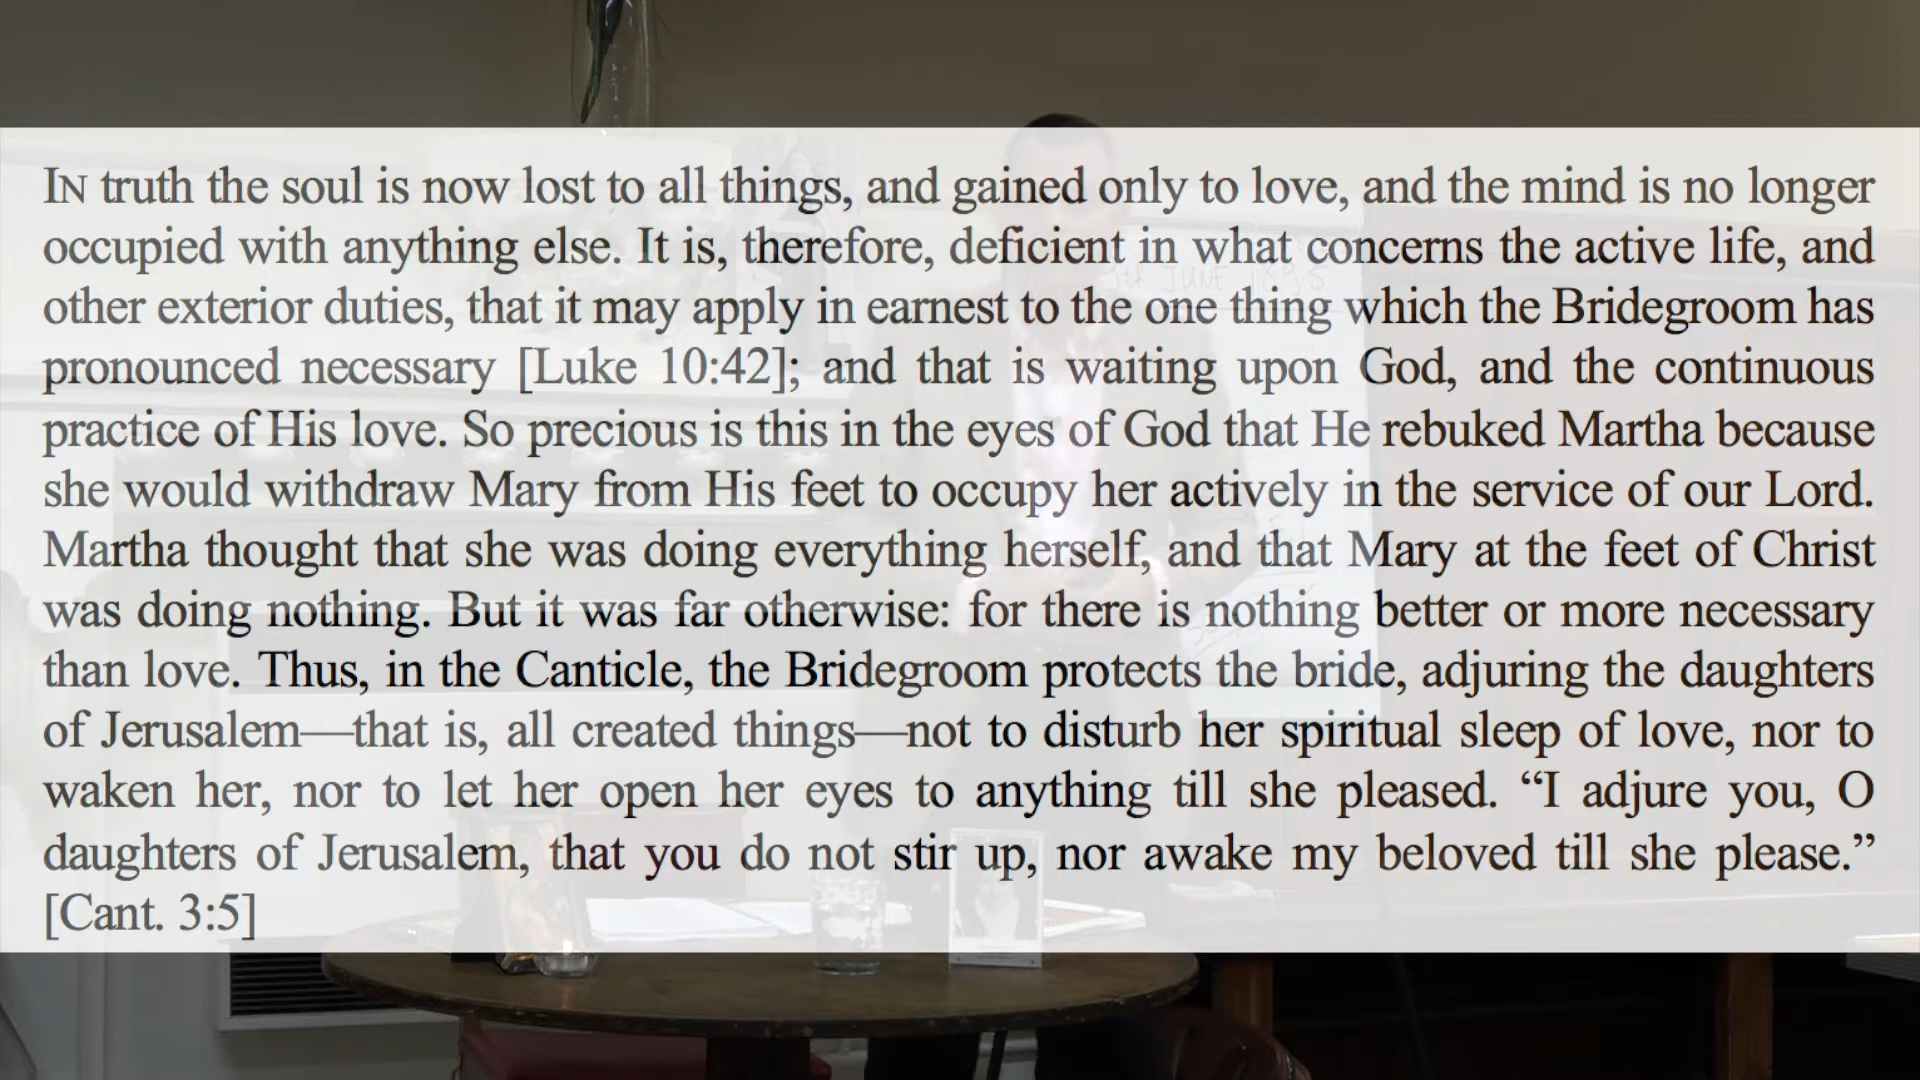 IN truth the soul is now lost to all things, and gained only to love, and the mind is no longer
occupied with anything else. It is, therefore, deficient in what concerns the active life, and
other exterior duties, that it may apply in earnest to the one thing which the Bridegroom has
pronounced necessary [Luke 10:42]; and that is waiting upon God, and the continuous
practice of His love. So precious is this in the eyes of God that He rebuked Martha because
she would withdraw Mary from His feet to occupy her actively in the service of our Lord.
Martha thought that she was doing everything herself, and that Mary at the feet of Christ
was doing nothing. But it was far otherwise: for there is nothing better or more necessary
than love. Thus, in the Canticle, the Bridegroom protects the bride, adjuring the daughters
of Jerusalem—that is, all created things—not to disturb her spiritual sleep of love, nor to
waken her, nor to let her open her eyes to anything till she pleased. “I adjure you, O
daughters of Jerusalem, that you do not stir up, nor awake my beloved till she please.”
[Cant. 3:5]
9th JUNE 1895